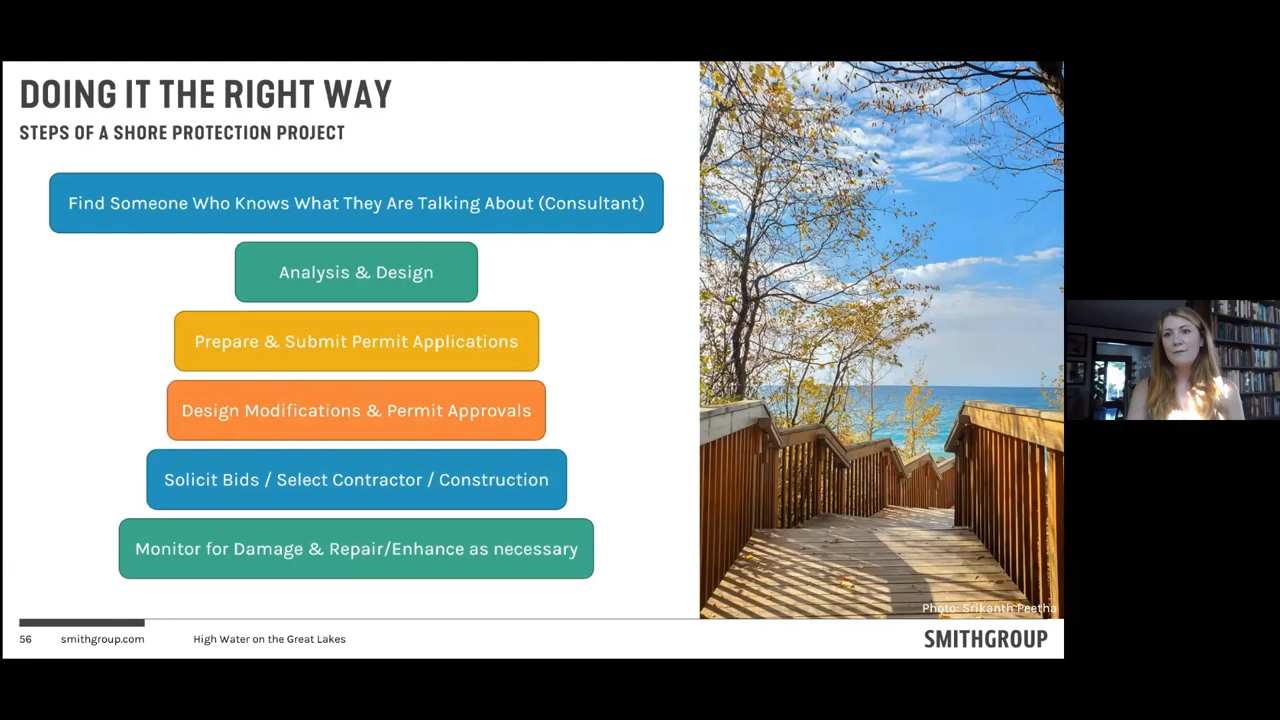 DOING IT THE RIGHT WAY
STEPS OF A SHORE PROTECTION PROJECT
Find Someone Who Knows What They Are Talking About (Consultant)
Analysis & Design
Prepare & Submit Permit Applications
Design Modifications & Permit Approvals
Solicit Bids / Select Contractor / Construction
Monitor for Damage & Repair/Enhance as necessary
Photo: Srikanth Peetha
56 smithgroup.com High Water on the Great Lakes SMITHGROUP